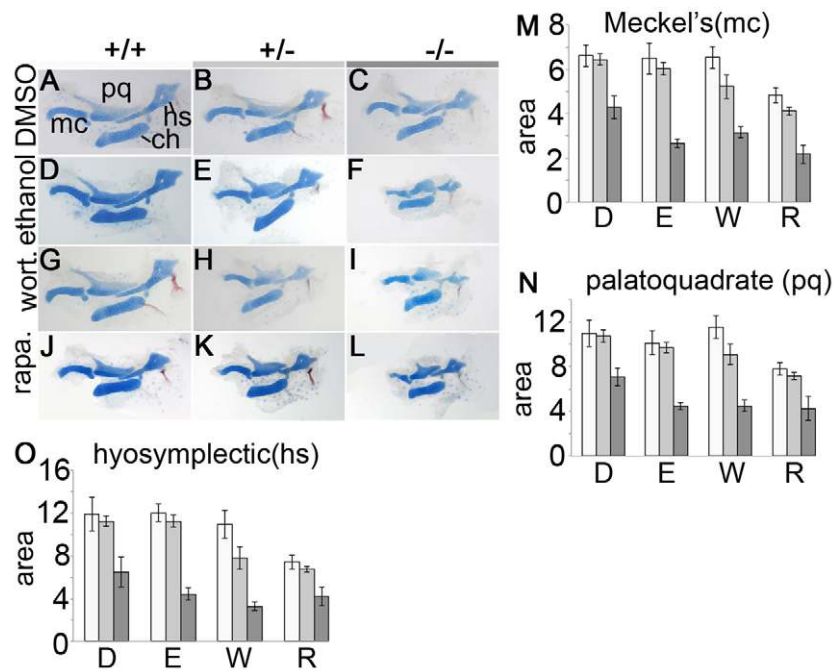 +/+ +/- -/-
DMSO A pq mc hs ch B C
ethanol D E F
wort. G H I
rapa. J K L
M Meckel's(mc)
area
8
6
4
2
0
D E W R
N palatoquadrate (pq)
area
12
8
4
0
D E W R
O hyosymplectic(hs)
area
16
12
8
4
0
D E W R